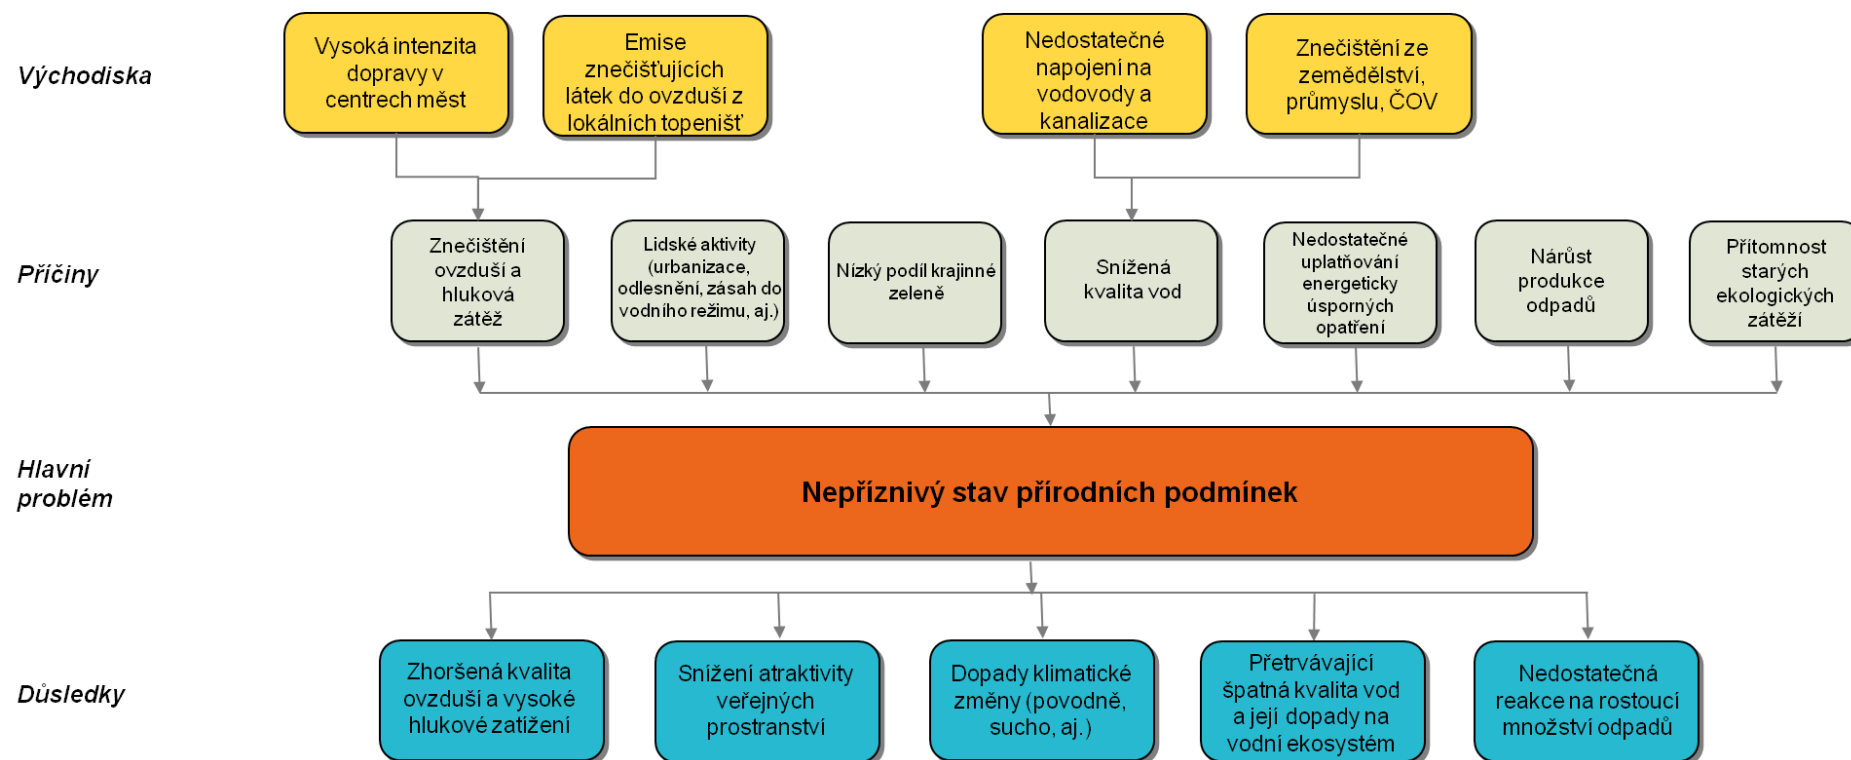 Východiska
Vysoká intenzita
dopravy v
centrech měst
Emise
znečišťujících
látek do ovzduší z
lokálních topenišť
Nedostatečné
napojení na
vodovody a
kanalizace
Znečištění ze
zemědělství,
průmyslu, ČOV
Příčiny
Znečištění
ovzduší a
hluková
zátěž
Lidské aktivity
(urbanizace,
odlesnění, zásah do
vodního režimu, aj.)
Nízký podíl krajinné
zeleně
Snížená
kvalita vod
Nedostatečné
uplatňování
energeticky
úsporných
opatření
Nárůst
produkce
odpadů
Přítomnost
starých
ekologických
zátěží
Hlavní
problém
Nepříznivý stav přírodních podmínek
Důsledky
Zhoršená kvalita
ovzduší a vysoké
hlukové zatížení
Snížení atraktivity
veřejných
prostranství
Dopady klimatické
změny (povodně,
sucho, aj.)
Přetrvávající
špatná kvalita vod
a její dopady na
vodní ekosystém
Nedostatečná
reakce na rostoucí
množství odpadů